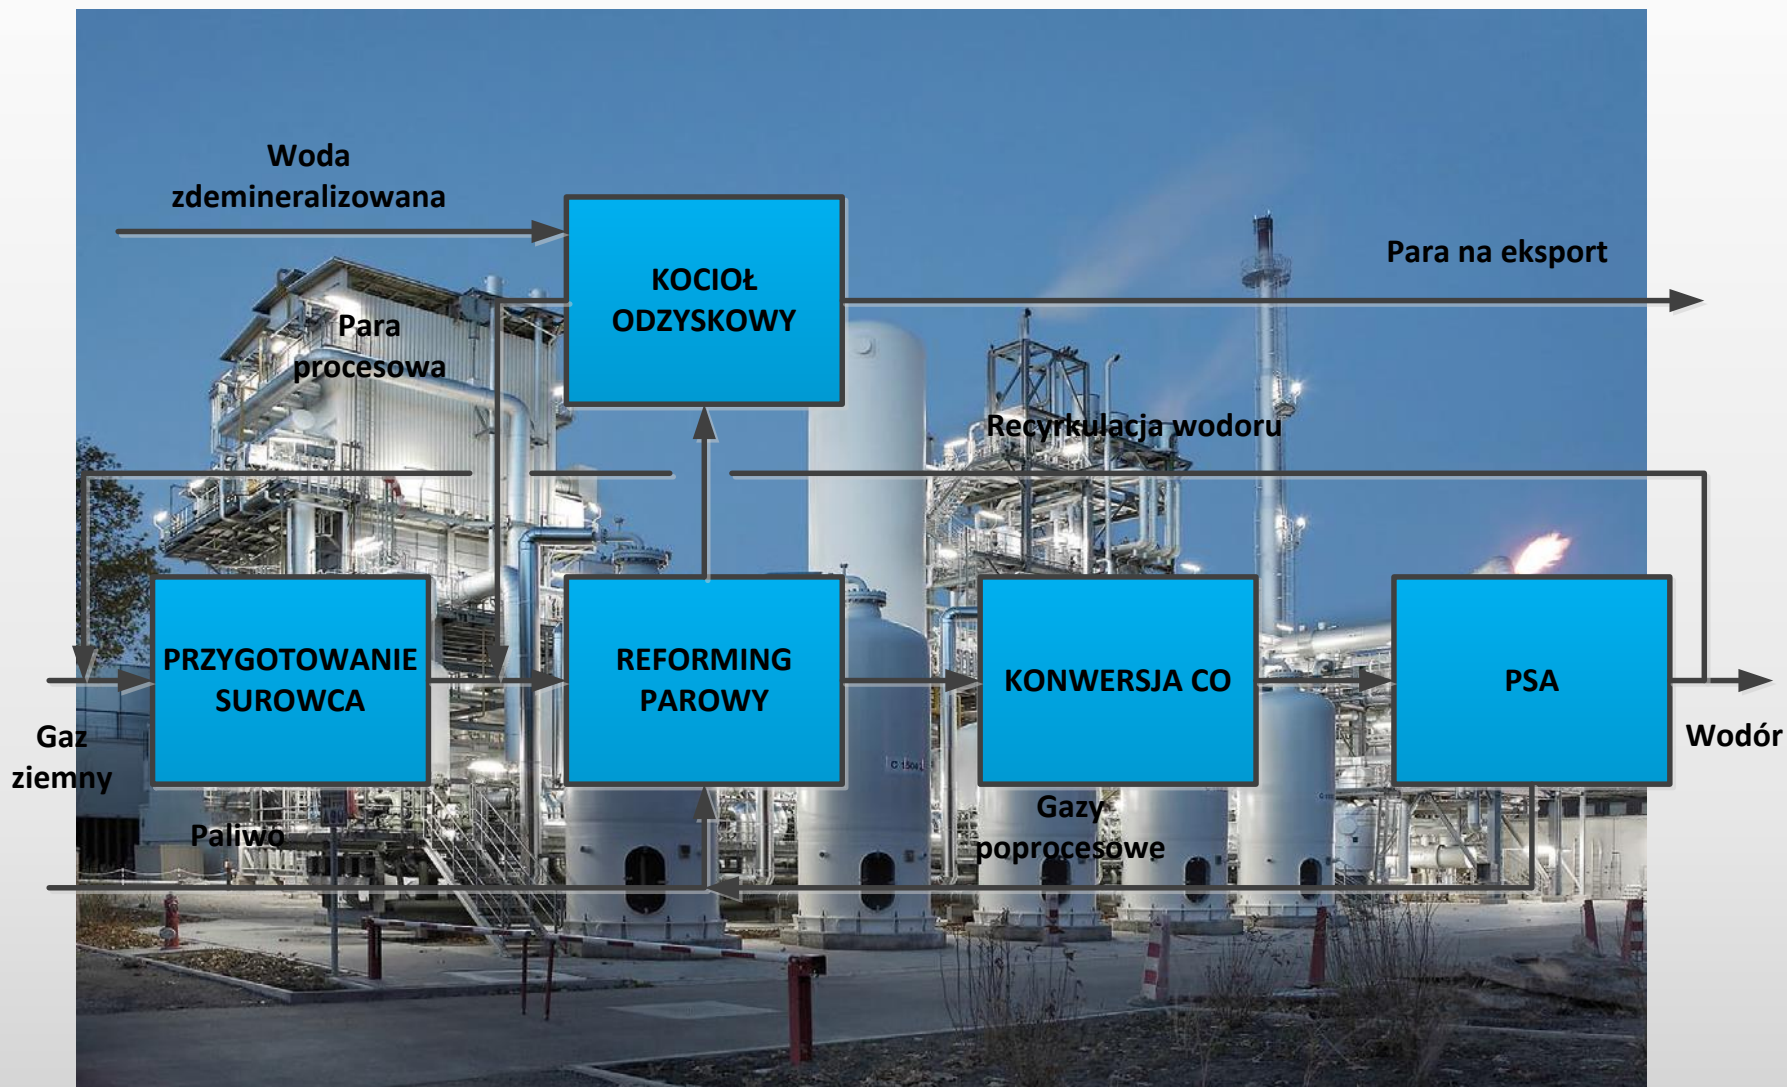 Woda
zdemineralizowana
KOCIOŁ
ODZYSKOWY
Para na eksport
Para
procesowa
Recyrkulacja wodoru
PRZYGOTOWANIE
SUROWCA
REFORMING
PAROWY
KONWERSJA CO
PSA
Gaz
ziemny
Wodór
Paliwo
Gazy
poprocesowe